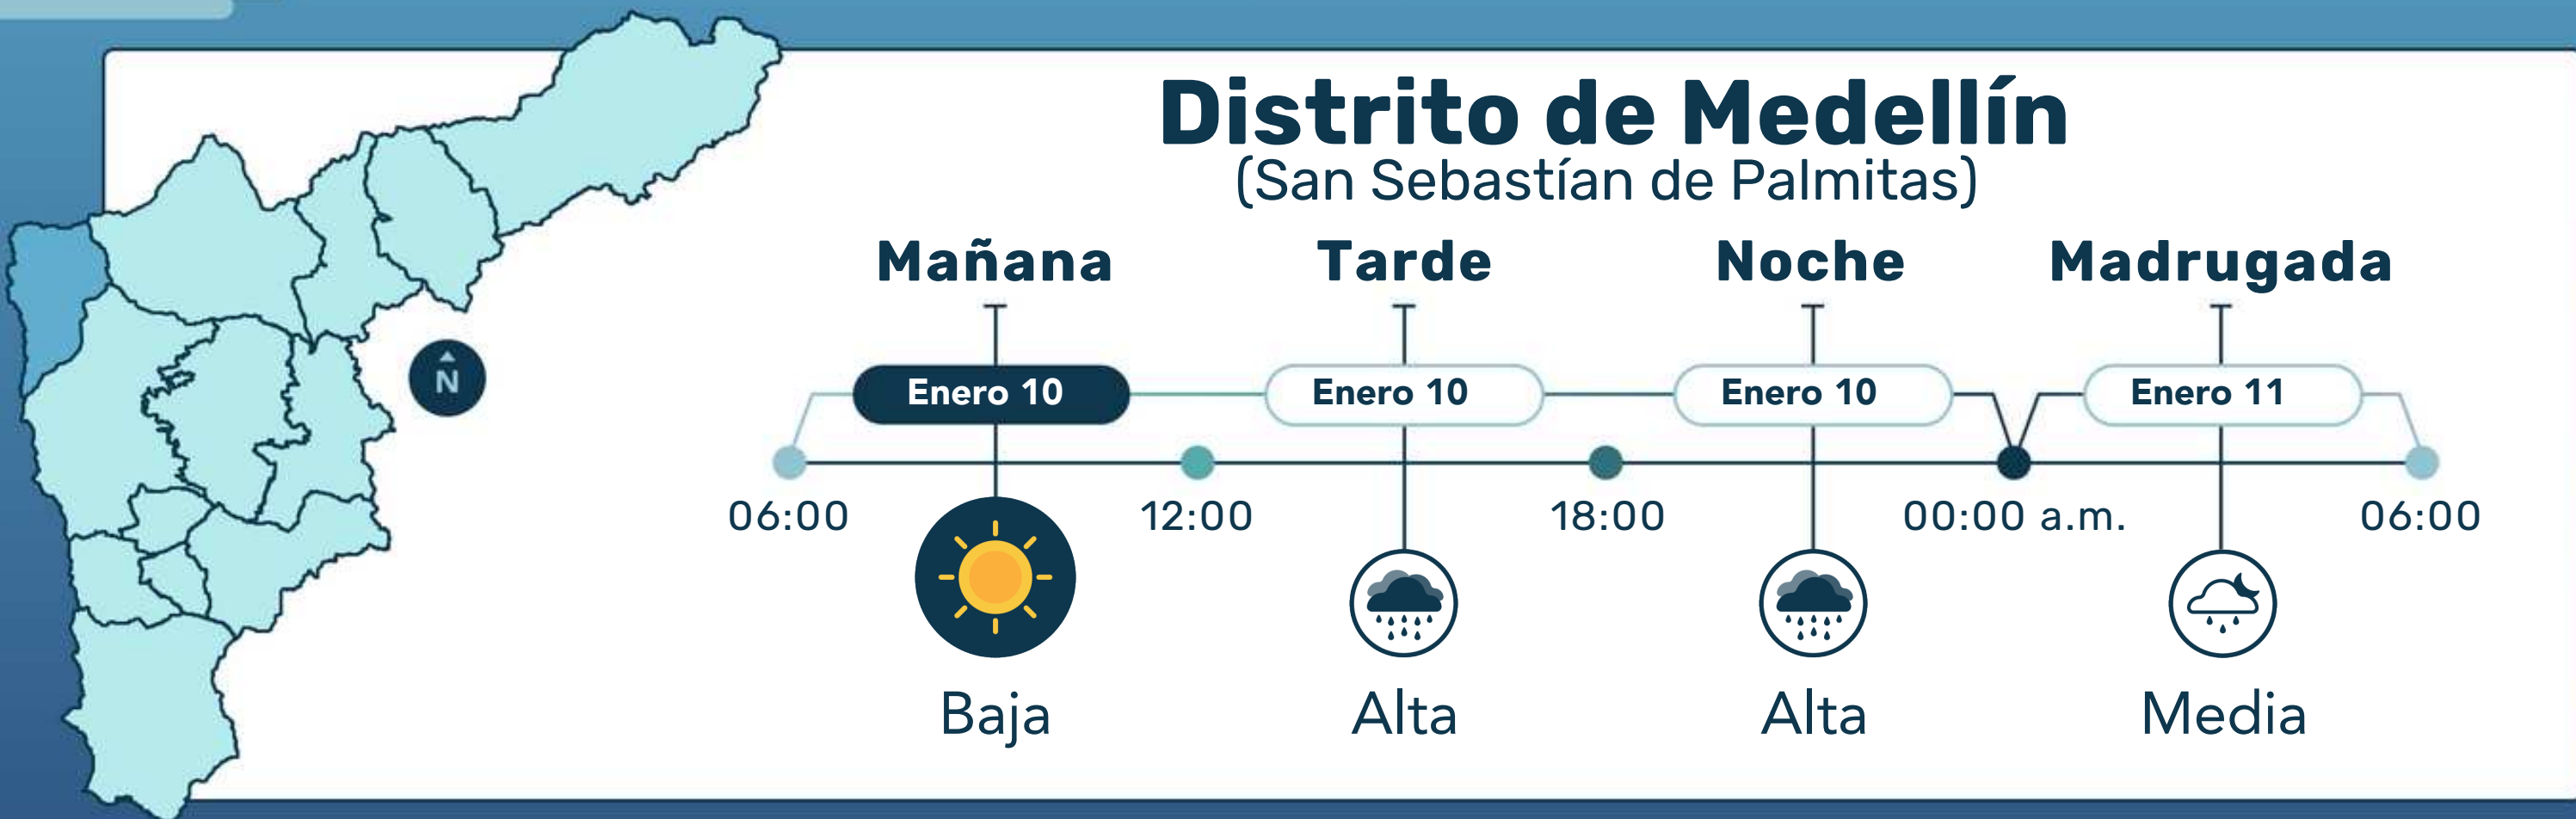 Distrito de Medellín
(San Sebastían de Palmitas)
Mañana Tarde Noche Madrugada
N
Enero 10 Enero 10 Enero 10 Enero 11
06:00 12:00 18:00 00:00 a.m. 06:00
Baja Alta Alta Media